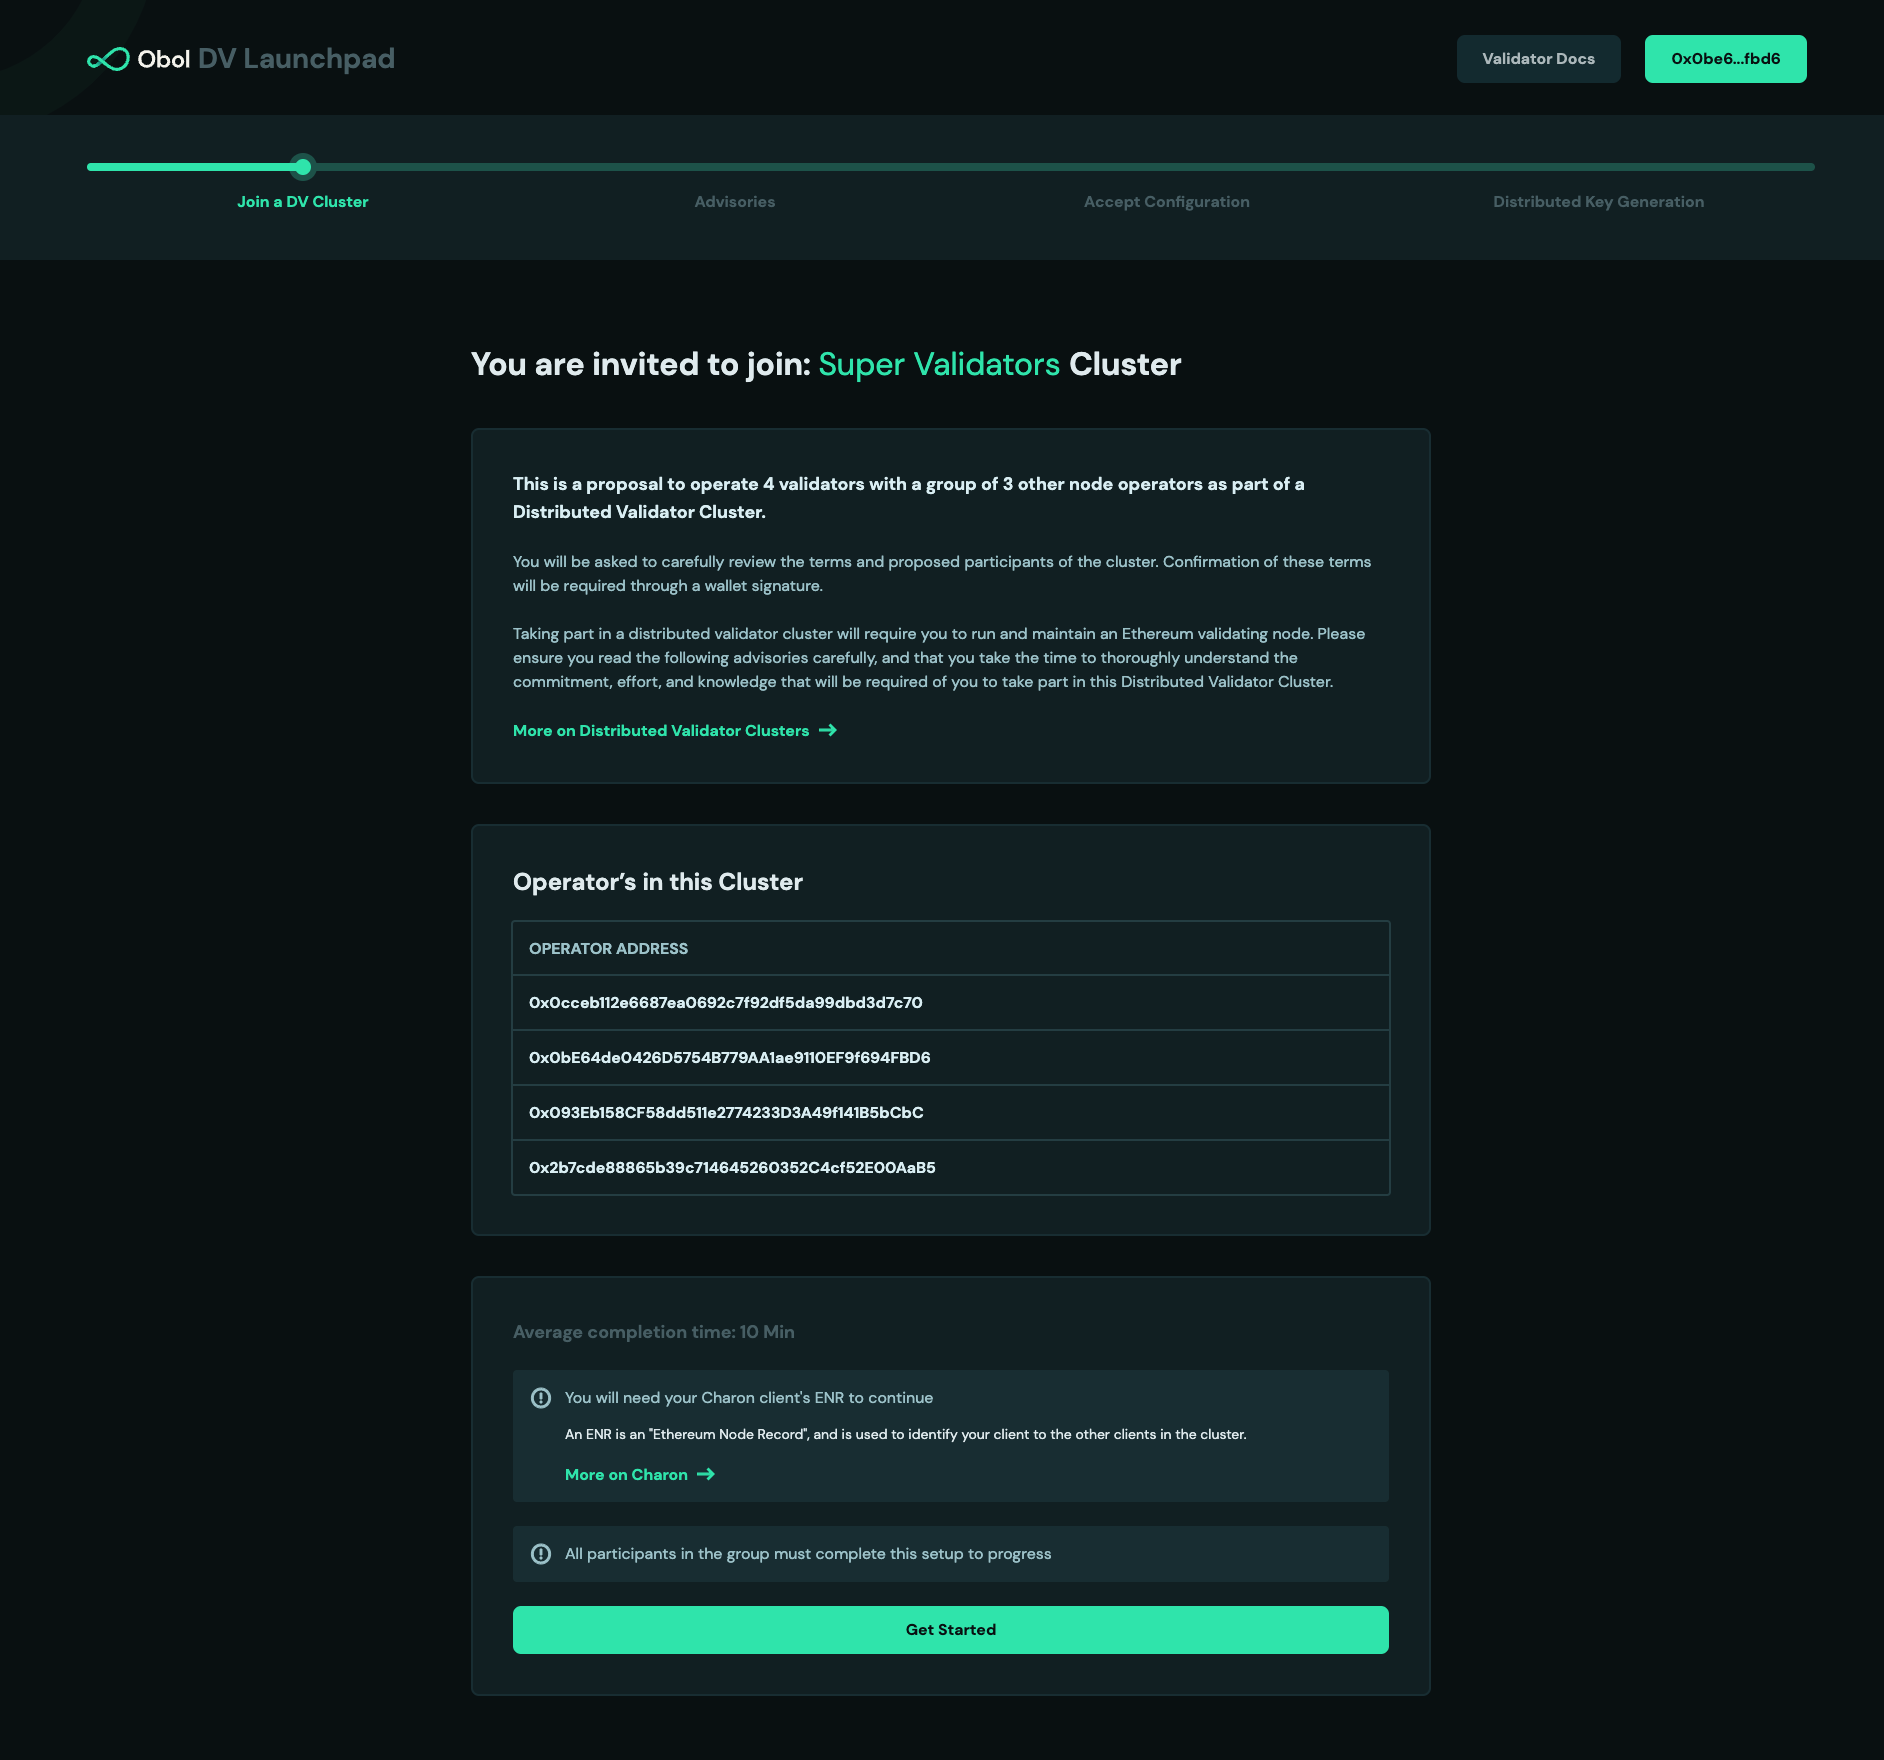 Obol DV Launchpad
Validator Docs
0x0be6...fbd6
Join a DV Cluster
Advisories
Accept Configuration
Distributed Key Generation
You are invited to join: Super Validators Cluster
This is a proposal to operate 4 validators with a group of 3 other node operators as part of a
Distributed Validator Cluster.
You will be asked to carefully review the terms and proposed participants of the cluster. Confirmation of these terms
will be required through a wallet signature.
Taking part in a distributed validator cluster will require you to run and maintain an Ethereum validating node. Please
ensure you read the following advisories carefully, and that you take the time to thoroughly understand the
commitment, effort, and knowledge that will be required of you to take part in this Distributed Validator Cluster.
More on Distributed Validator Clusters →
Operator’s in this Cluster
OPERATOR ADDRESS
0x0cceb112e6687ea0692c7f92df5da99dbd3d7c70
0x0bE64de0426D5754B779AA1ae9110EF9f694FBD6
0x093Eb158CF58dd511e2774233D3A49f141B5bCbC
0x2b7cde88865b39c714645260352C4cf52E00AaB5
Average completion time: 10 Min
You will need your Charon client's ENR to continue
An ENR is an "Ethereum Node Record", and is used to identify your client to the other clients in the cluster.
More on Charon →
All participants in the group must complete this setup to progress
Get Started